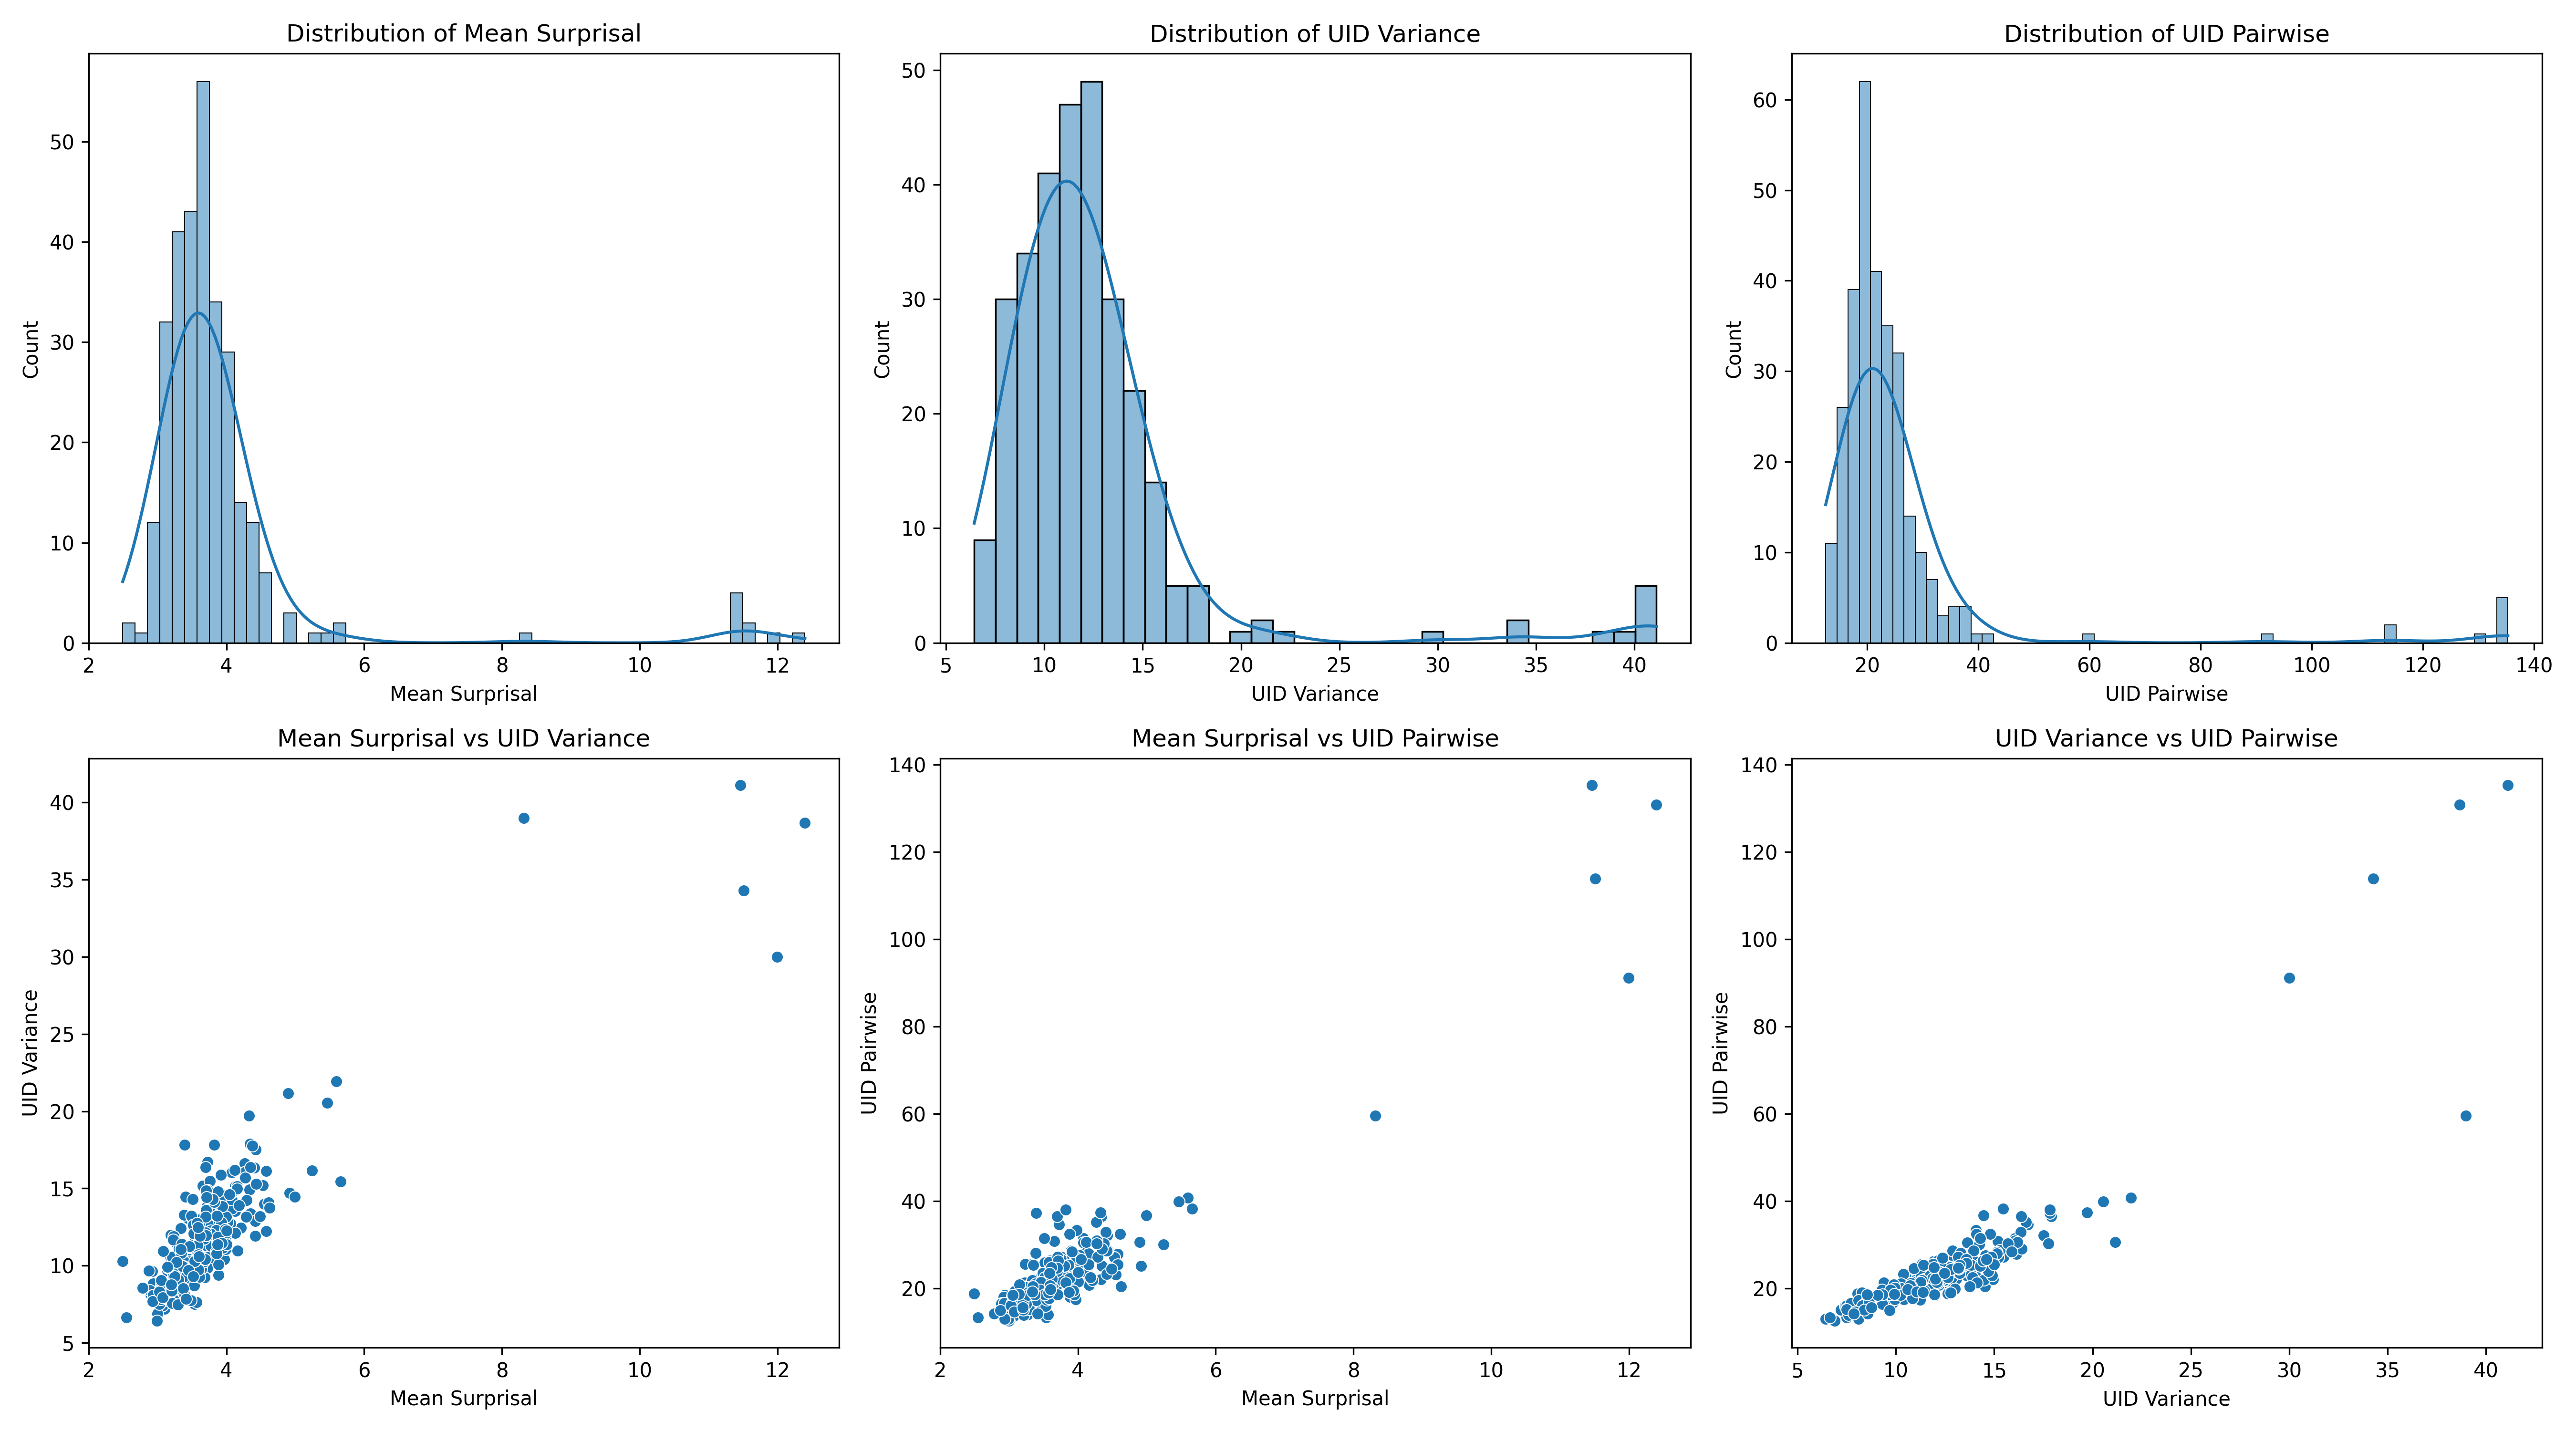 Distribution of Mean Surprisal
50
40
30
20
10
0
Count
2 4 6 8 10 12
Mean Surprisal
Distribution of UID Variance
50
40
30
20
10
0
Count
5 10 15 20 25 30 35 40
UID Variance
Distribution of UID Pairwise
60
50
40
30
20
10
0
Count
20 40 60 80 100 120 140
UID Pairwise
Mean Surprisal vs UID Variance
40
35
30
25
20
15
10
5
UID Variance
2 4 6 8 10 12
Mean Surprisal
Mean Surprisal vs UID Pairwise
140
120
100
80
60
40
20
UID Pairwise
2 4 6 8 10 12
Mean Surprisal
UID Variance vs UID Pairwise
140
120
100
80
60
40
20
UID Pairwise
5 10 15 20 25 30 35 40
UID Variance